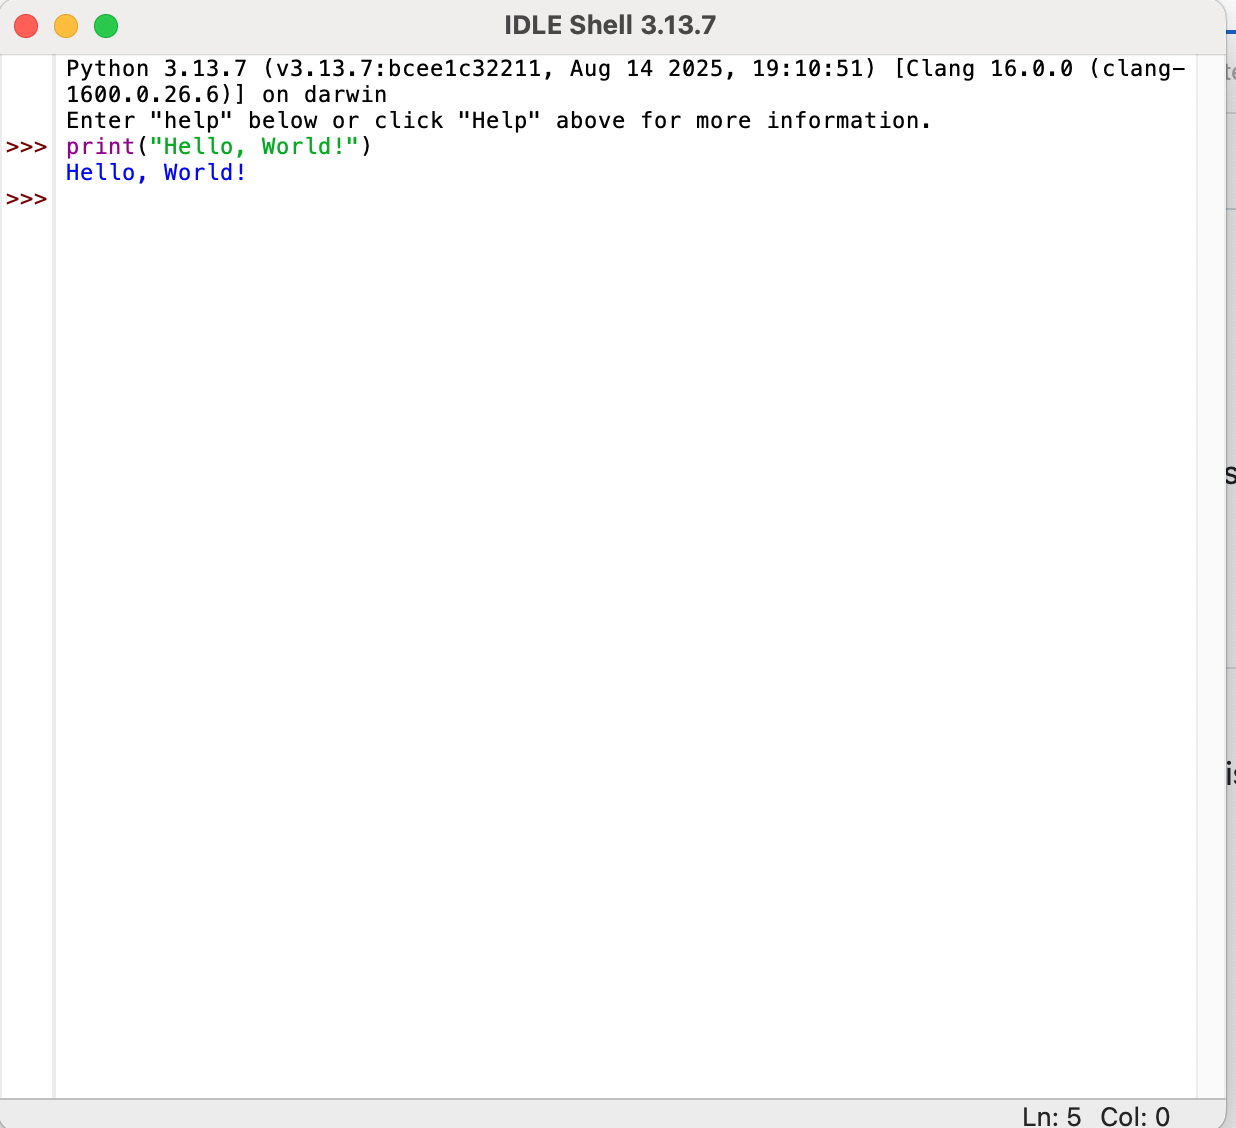 IDLE Shell 3.13.7
Python 3.13.7 (v3.13.7:bcee1c32211, Aug 14 2025, 19:10:51) [Clang 16.0.0 (clang-
1600.0.26.6)] on darwin
Enter "help" below or click "Help" above for more information.
>>> print("Hello, World!")
Hello, World!
>>>
Ln: 5 Col: 0